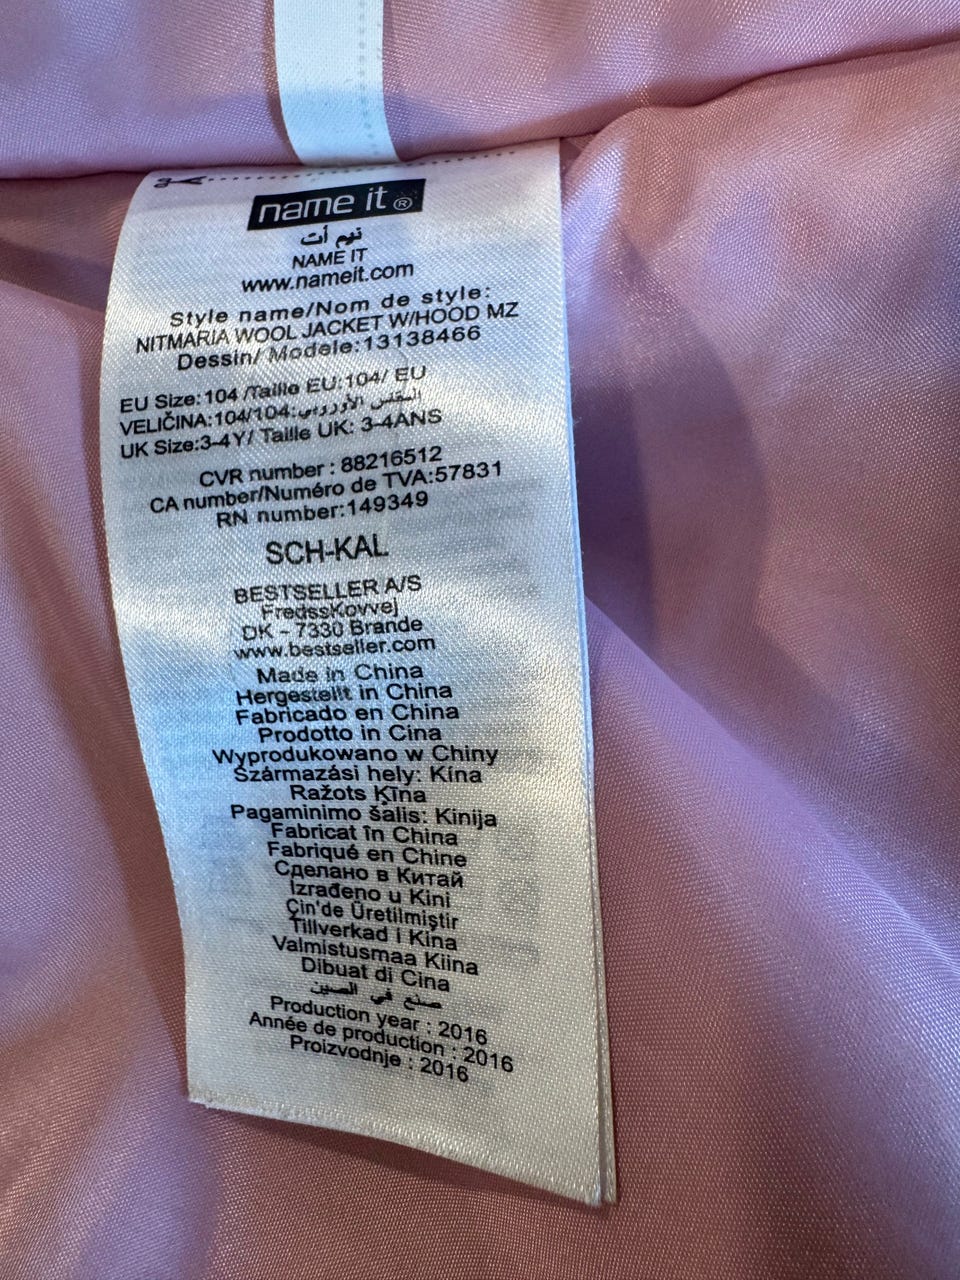 name it ®
نيم أت
NAME IT
www.nameit.com
Style name/Nom de style:
NITMARIA WOOL JACKET W/HOOD MZ
Dessin/ Modele:13138466
EU Size:104 /Taille EU:104/ EU
VELIČINA:104/104:المقاس الأوروبي
UK Size:3-4Y/ Taille UK: 3-4ANS
CVR number : 88216512
CA number/Numéro de TVA:57831
RN number:149349
SCH-KAL
BESTSELLER A/S
Fredsskovvej
DK - 7330 Brande
www.bestseller.com
Made in China
Hergestellt in China
Fabricado en China
Prodotto in Cina
Wyprodukowano w Chiny
Származási hely: Kína
Ražots Ķīna
Pagaminimo šalis: Kinija
Fabricat în China
Fabriqué en Chine
Сделано в Китай
Izrađeno u Kini
Çin'de Üretilmiştir
Tillverkad i Kina
Valmistusmaa Kiina
Dibuat di Cina
صنع في الصين
Production year : 2016
Année de production : 2016
Proizvodnje : 2016